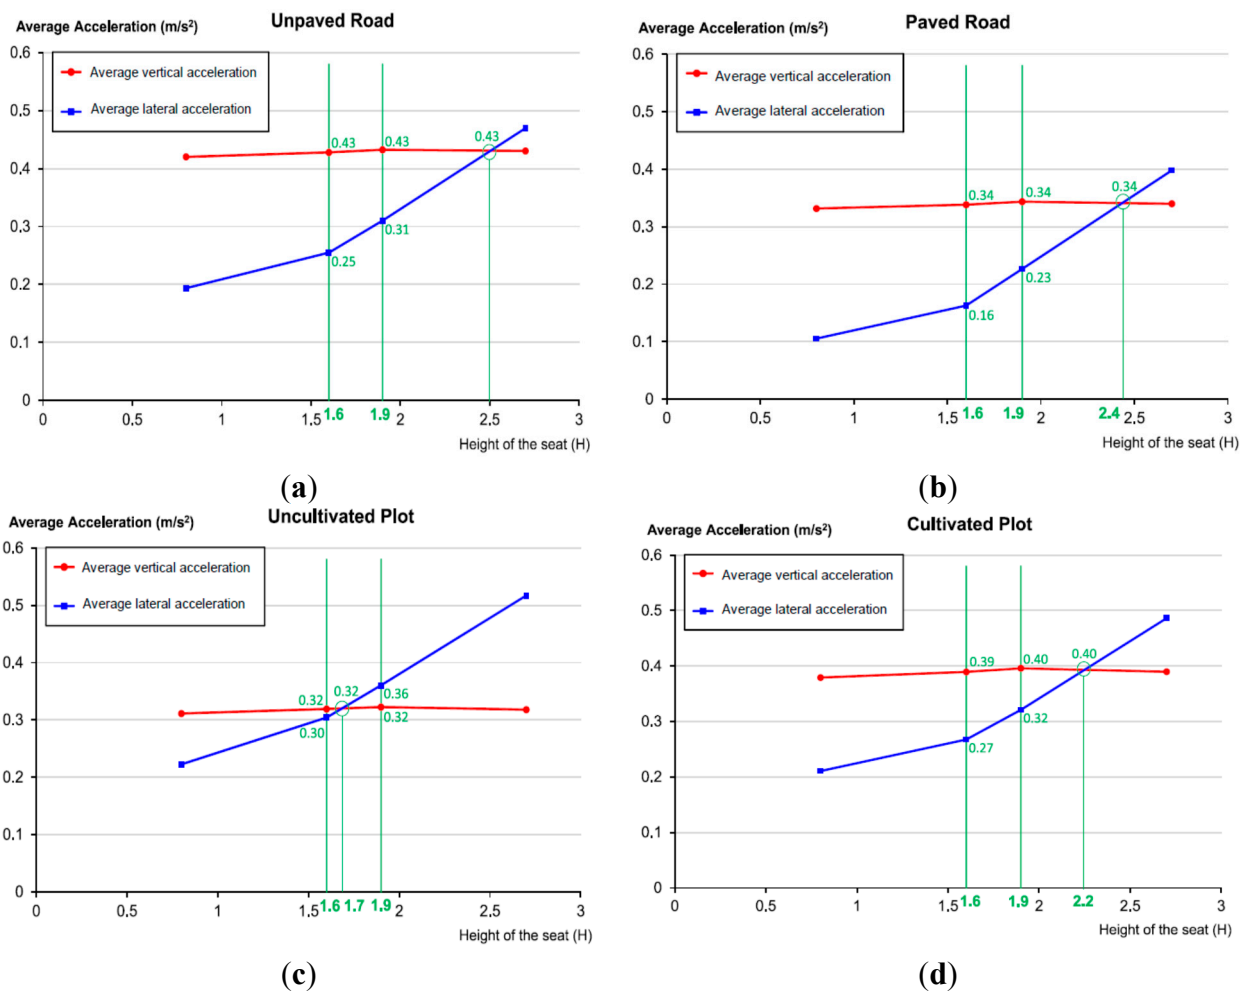 Unpaved Road
Average Acceleration (m/s²)
0.6
Average vertical acceleration
Average lateral acceleration
0.5
0.43
0.43
0.43
0.4
0.3
0.31
0.25
0.2
0.1
0
0 0.5 1 1.5 1.6 1.9 2 2.5 3
Height of the seat (H)
(a)
Paved Road
Average Acceleration (m/s²)
0.6
Average vertical acceleration
Average lateral acceleration
0.5
0.4
0.34
0.34
0.34
0.3
0.23
0.2
0.16
0.1
0
0 0.5 1 1.5 1.6 1.9 2 2.4 2.5 3
Height of the seat (H)
(b)
Uncultivated Plot
Average Acceleration (m/s²)
0.6
Average vertical acceleration
Average lateral acceleration
0.5
0.4
0.32
0.32
0.36
0.3
0.30
0.32
0.2
0.1
0
0 0.5 1 1.5 1.6 1.7 1.9 2 2.5 3
Height of the seat (H)
(c)
Cultivated Plot
Average Acceleration (m/s²)
0.6
Average vertical acceleration
Average lateral acceleration
0.5
0.4
0.39
0.40
0.40
0.3
0.32
0.27
0.2
0.1
0
0 0.5 1 1.5 1.6 1.9 2 2.2 2.5 3
Height of the seat (H)
(d)